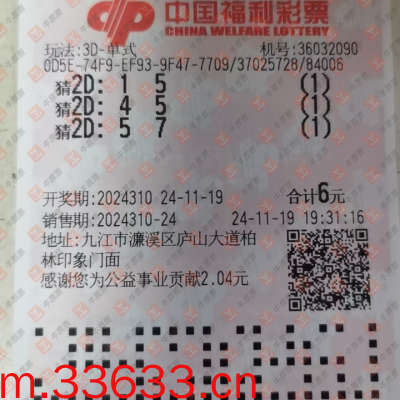 中国福利彩票
CHINA WELFARE LOTTERY
玩法:3D-单式 机号:36032090
0D5E-74F9-EF93-9F47-7709/37025728/84006
猜2D: 1 5 (1)
猜2D: 4 5 (1)
猜2D: 5 7 (1)
开奖期:2024310 24-11-19 合计6元
销售期:2024310-24 24-11-19 19:31:16
地址:九江市濂溪区庐山大道柏
林印象门面
感谢您为公益事业贡献2.04元
m.33633.cn